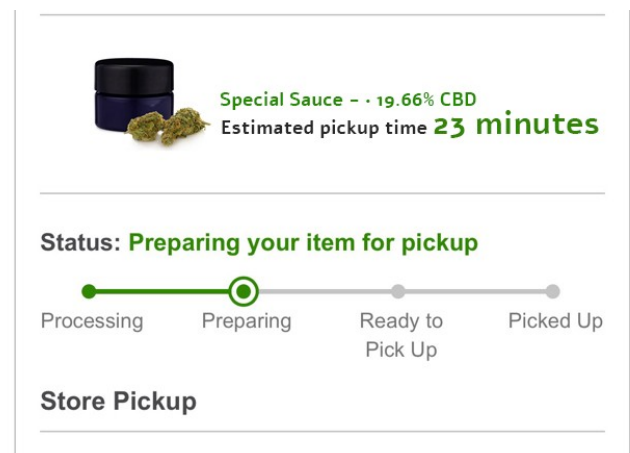 Special Sauce – · 19.66% CBD
Estimated pickup time 23 minutes
Status: Preparing your item for pickup
Processing Preparing Ready to Pick Up Picked Up
Store Pickup